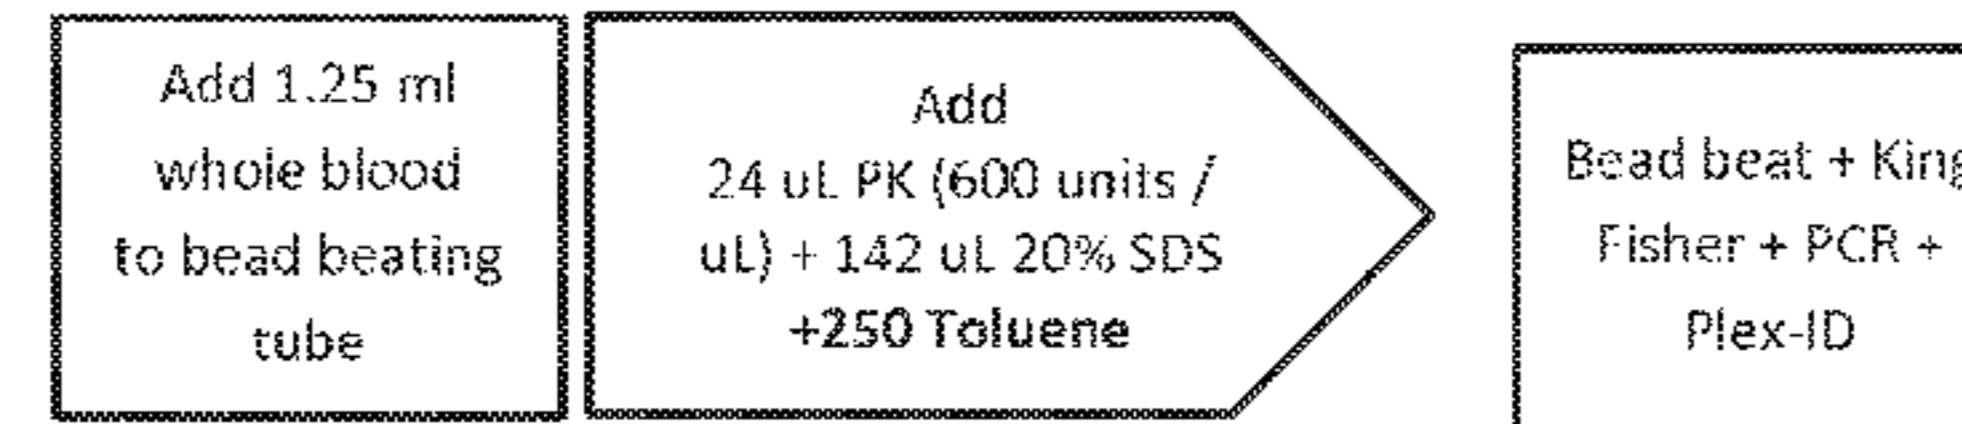 Add 1.25 ml
whole blood
to bead beating
tube
Add
24 uL PK (600 units /
uL) + 142 uL 20% SDS
+250 Toluene
Bead beat + King
Fisher + PCR +
Plex-ID